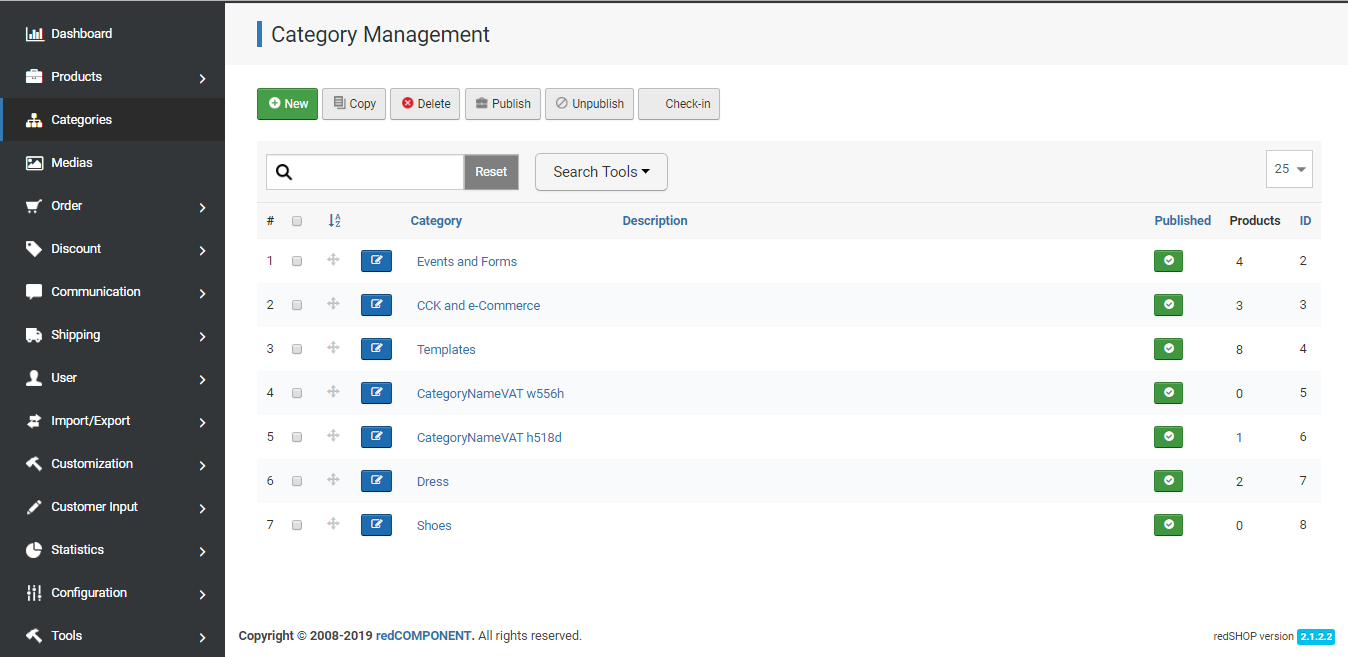 Dashboard
Products
Categories
Medias
Order
Discount
Communication
Shipping
User
Import/Export
Customization
Customer Input
Statistics
Configuration
Tools
Category Management
New Copy Delete Publish Unpublish Check-in
Reset Search Tools 25
# Category Description Published Products ID
1 Events and Forms 4 2
2 CCK and e-Commerce 3 3
3 Templates 8 4
4 CategoryNameVAT w556h 0 5
5 CategoryNameVAT h518d 1 6
6 Dress 2 7
7 Shoes 0 8
Copyright © 2008-2019 redCOMPONENT. All rights reserved. redSHOP version 2.1.2.2